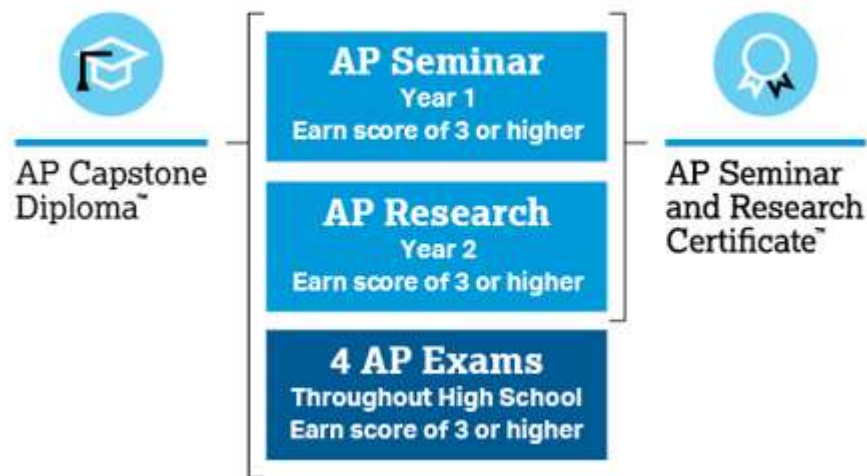 AP Capstone
Diploma™
AP Seminar
Year 1
Earn score of 3 or higher
AP Research
Year 2
Earn score of 3 or higher
4 AP Exams
Throughout High School
Earn score of 3 or higher
AP Seminar
and Research
Certificate™